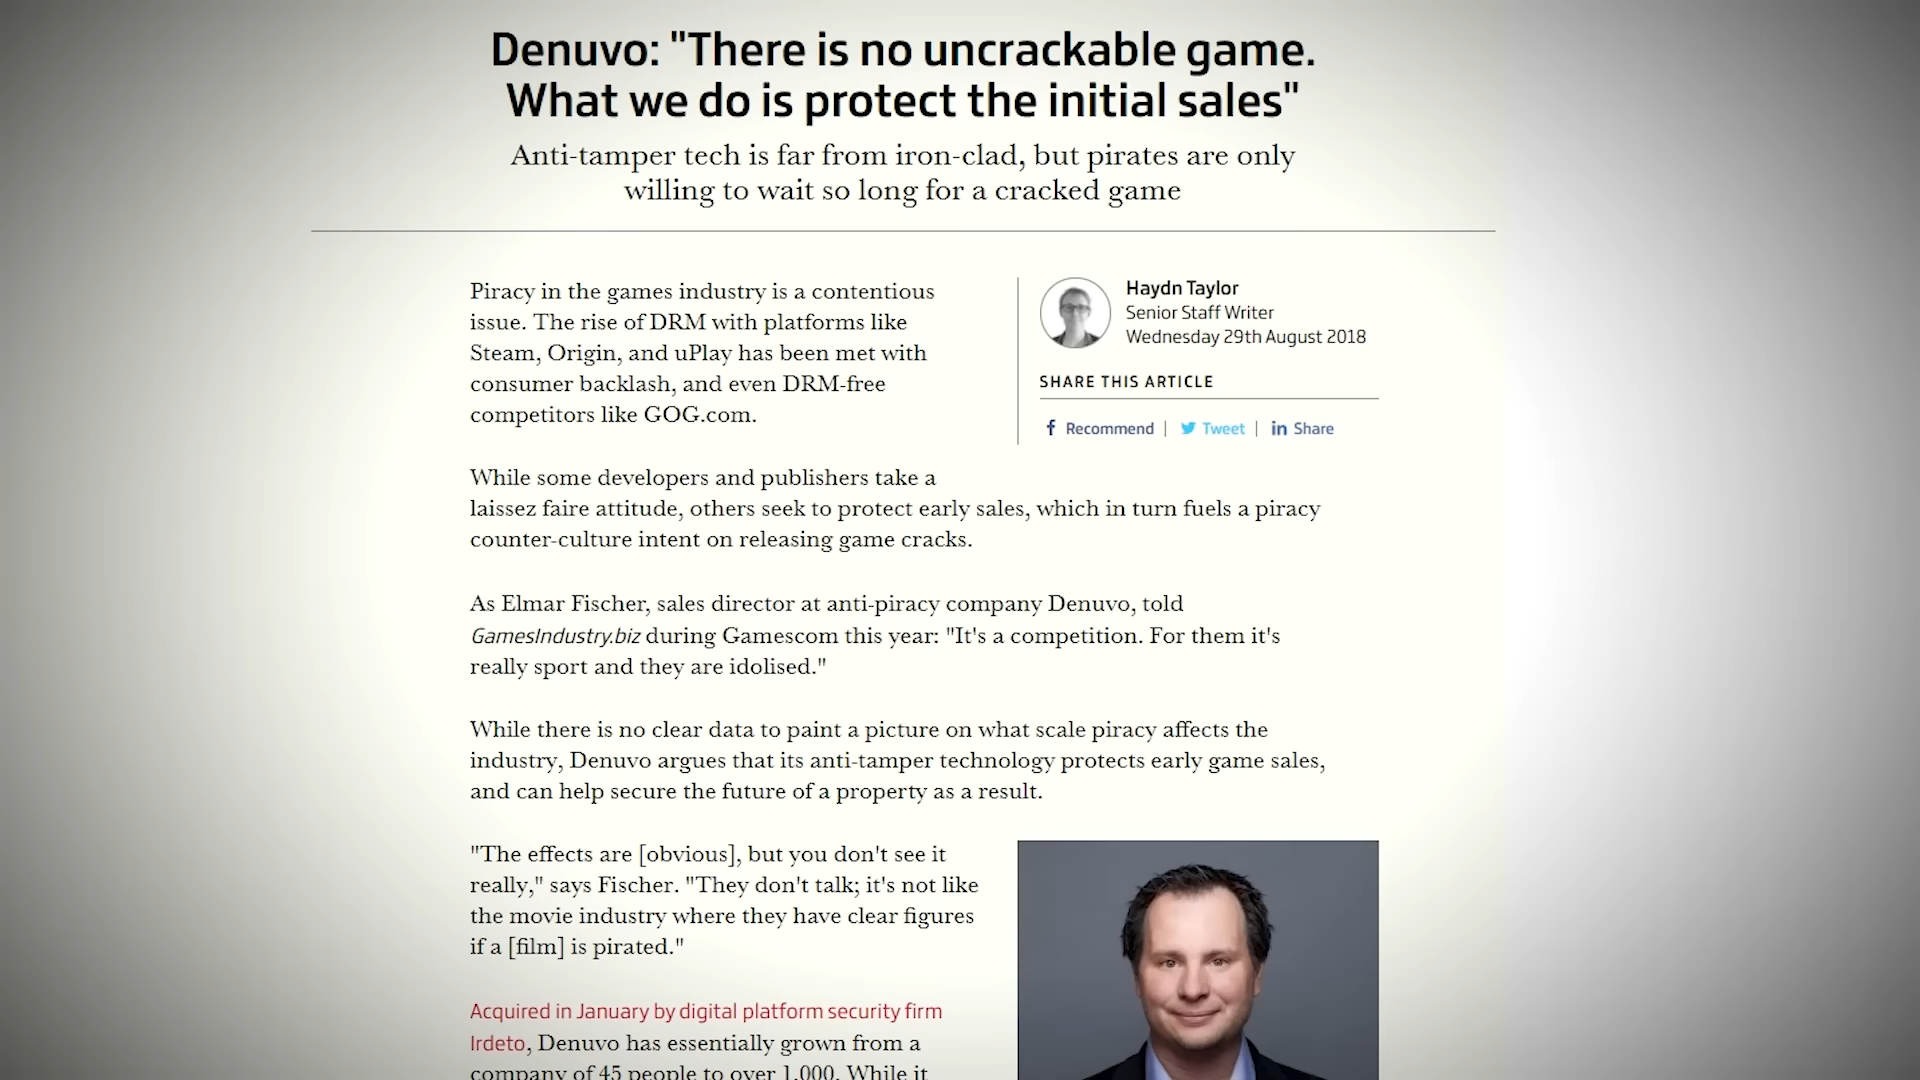 Denuvo: "There is no uncrackable game.
What we do is protect the initial sales"
Anti-tamper tech is far from iron-clad, but pirates are only
willing to wait so long for a cracked game
Piracy in the games industry is a contentious
issue. The rise of DRM with platforms like
Steam, Origin, and uPlay has been met with
consumer backlash, and even DRM-free
competitors like GOG.com.
Haydn Taylor
Senior Staff Writer
Wednesday 29th August 2018
SHARE THIS ARTICLE
Recommend | Tweet | Share
While some developers and publishers take a
laissez faire attitude, others seek to protect early sales, which in turn fuels a piracy
counter-culture intent on releasing game cracks.
As Elmar Fischer, sales director at anti-piracy company Denuvo, told
GamesIndustry.biz during Gamescom this year: "It's a competition. For them it's
really sport and they are idolised."
While there is no clear data to paint a picture on what scale piracy affects the
industry, Denuvo argues that its anti-tamper technology protects early game sales,
and can help secure the future of a property as a result.
"The effects are [obvious], but you don't see it
really," says Fischer. "They don't talk; it's not like
the movie industry where they have clear figures
if a [film] is pirated."
Acquired in January by digital platform security firm
Irdeto, Denuvo has essentially grown from a
company of 45 people to over 1,000. While it